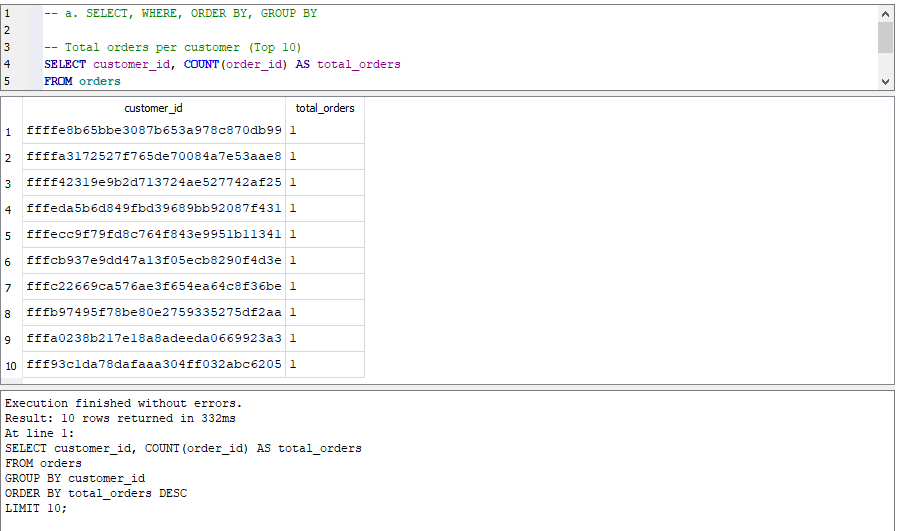 1 -- a. SELECT, WHERE, ORDER BY, GROUP BY
2
3 -- Total orders per customer (Top 10)
4 SELECT customer_id, COUNT(order_id) AS total_orders
5 FROM orders
customer_id total_orders
1 ffffe8b65bbe3087b653a978c870db99 1
2 ffffa3172527f765de70084a7e53aae8 1
3 ffff42319e9b2d713724ae527742af25 1
4 fffeda5b6d849fbd39689bb92087f431 1
5 fffecc9f79fd8c764f843e9951b11341 1
6 fffcb937e9dd47a13f05ecb8290f4d3e 1
7 fffc22669ca576ae3f654ea64c8f36be 1
8 fffb97495f78be80e2759335275df2aa 1
9 fffa0238b217e18a8adeeda0669923a3 1
10 fff93c1da78dafaaa304ff032abc6205 1
Execution finished without errors.
Result: 10 rows returned in 332ms
At line 1:
SELECT customer_id, COUNT(order_id) AS total_orders
FROM orders
GROUP BY customer_id
ORDER BY total_orders DESC
LIMIT 10;